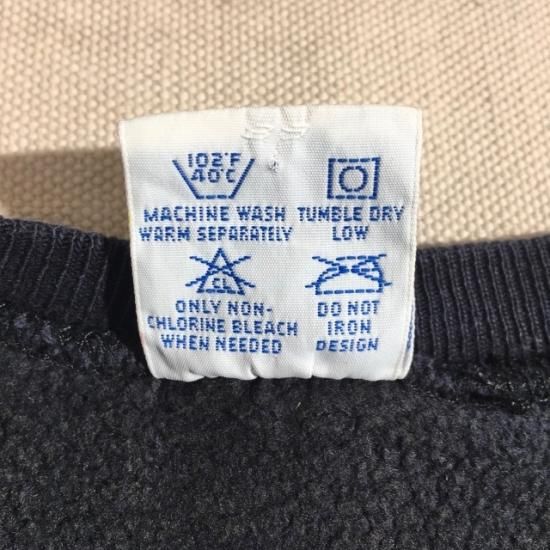 102°F
40°C
MACHINE WASH
WARM SEPARATELY
TUMBLE DRY
LOW
CL
ONLY NON-
CHLORINE BLEACH
WHEN NEEDED
DO NOT
IRON
DESIGN